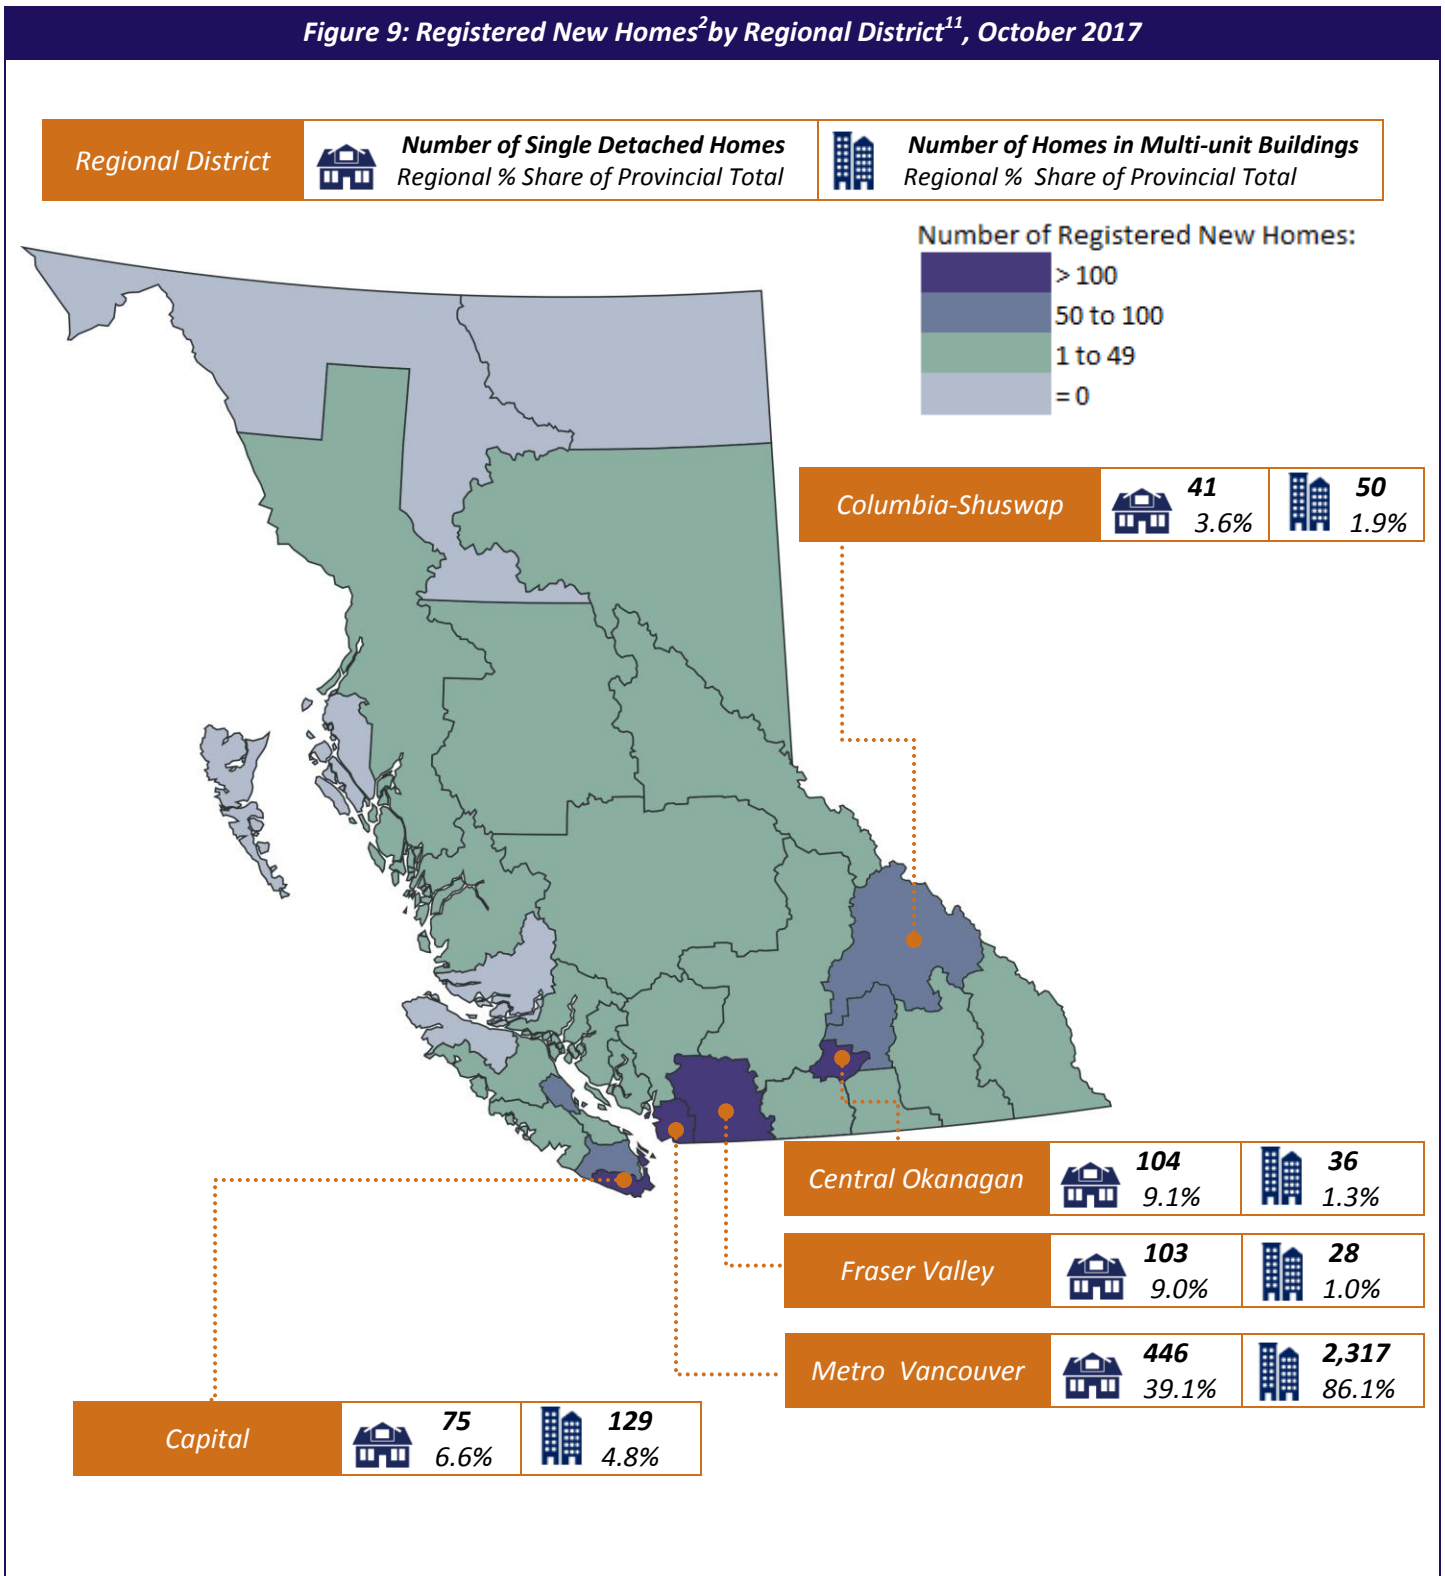 Figure 9: Registered New Homes2 by Regional District11, October 2017
Regional District
Number of Single Detached Homes
Regional % Share of Provincial Total
Number of Homes in Multi-unit Buildings
Regional % Share of Provincial Total
Number of Registered New Homes:
> 100
50 to 100
1 to 49
= 0
Columbia-Shuswap
41
3.6%
50
1.9%
Central Okanagan
104
9.1%
36
1.3%
Fraser Valley
103
9.0%
28
1.0%
Metro Vancouver
446
39.1%
2,317
86.1%
Capital
75
6.6%
129
4.8%